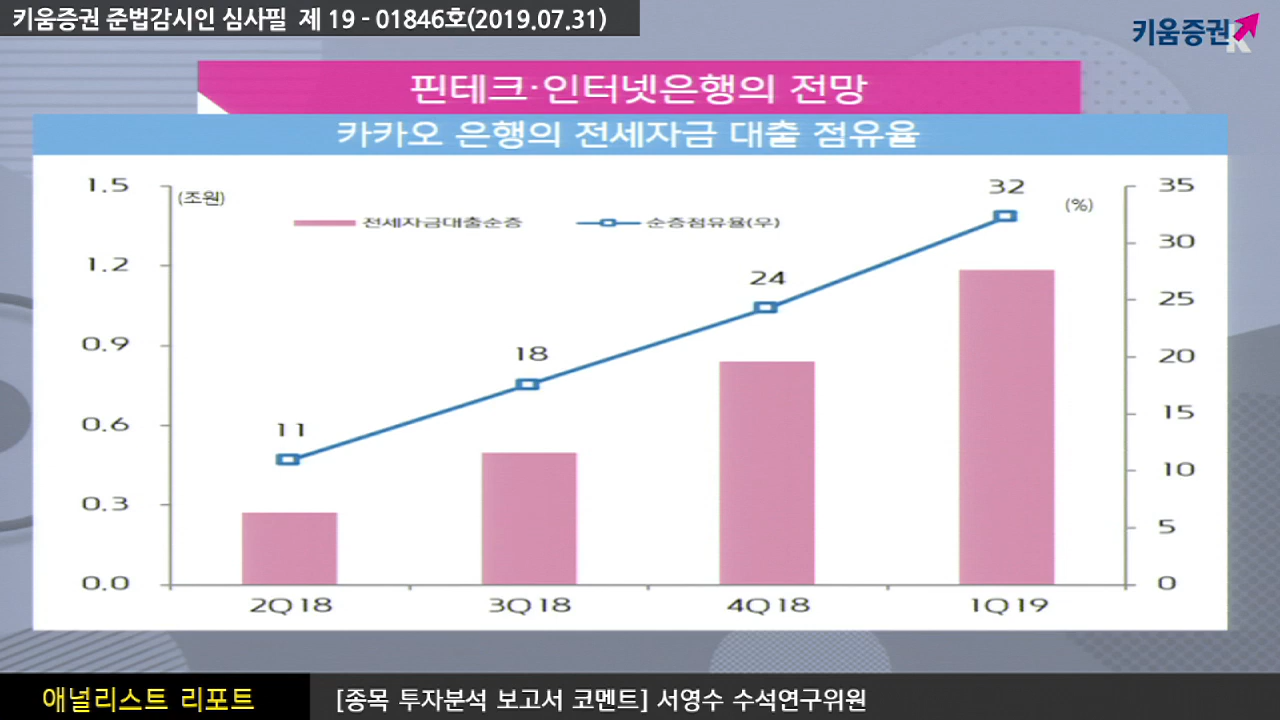 키움증권 준법감시인 심사필 제 19 - 01846호(2019.07.31)
키움증권
핀테크·인터넷은행의 전망
카카오 은행의 전세자금 대출 점유율
(조원)
(%)
전세자금대출순증
순증점유율(우)
1.5
1.2
0.9
0.6
0.3
0.0
35
30
25
20
15
10
5
0
11
18
24
32
2Q18
3Q18
4Q18
1Q19
애널리스트 리포트
[종목 투자분석 보고서 코멘트] 서영수 수석연구위원